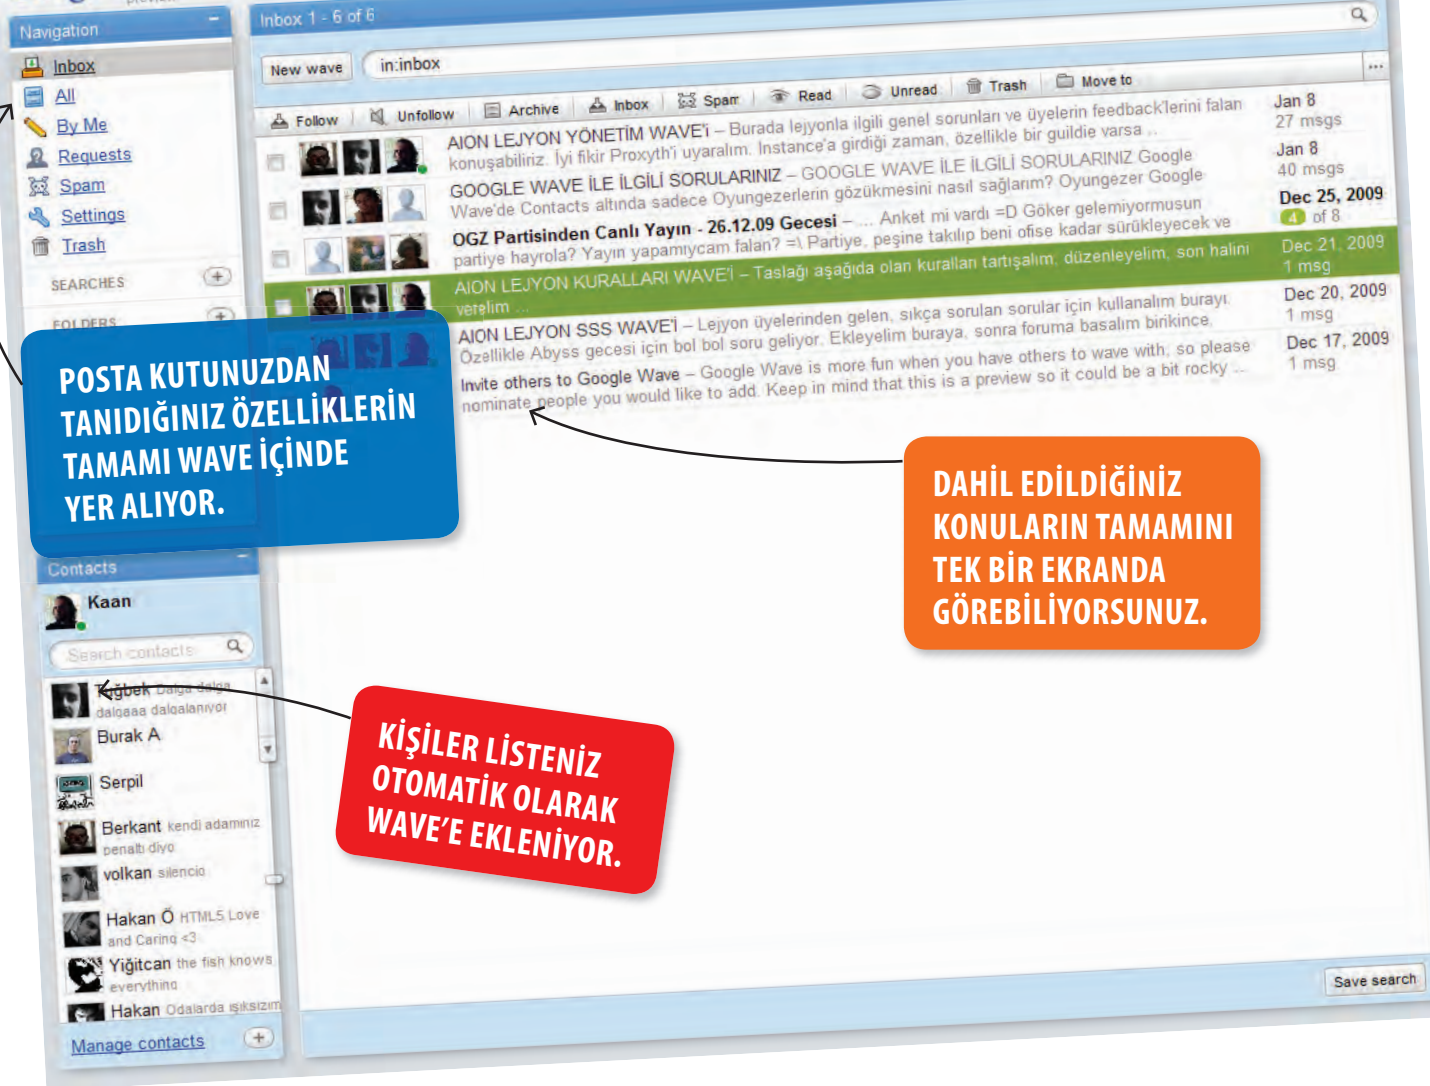 Navigation
Inbox
All
By Me
Requests
Spam
Settings
Trash
SEARCHES
FOLDERS
Inbox 1 - 6 of 6
New wave in:inbox
Follow Unfollow Archive Inbox Spam Read Unread Trash Move to
AION LEJYON YÖNETİM WAVE'i – Burada lejyonla ilgili genel sorunları ve üyelerin feedback'lerini falan Jan 8
konuşabiliriz. İyi fikir Proxyth'i uyaralım. Instance'a girdiği zaman, özellikle bir guildie varsa ... 27 msgs
GOOGLE WAVE İLE İLGİLİ SORULARINIZ – GOOGLE WAVE İLE İLGİLİ SORULARINIZ Google Jan 8
Wave'de Contacts altında sadece Oyungezerlerin gözükmesini nasıl sağlarım? Oyungezer Google 40 msgs
OGZ Partisinden Canlı Yayın - 26.12.09 Gecesi – .... Anket mi vardı =D Göker gelemiyormusun Dec 25, 2009
partiye hayrola? Yayın yapamıycam falan? =\ Partiye, peşine takılıp beni ofise kadar sürükleyecek ve 4 of 8
AION LEJYON KURALLARI WAVE'İ – Taslağı aşağıda olan kuralları tartışalım, düzenleyelim, son halini Dec 21, 2009
verelim ... 1 msg
AION LEJYON SSS WAVE'İ – Lejyon üyelerinden gelen, sıkça sorulan sorular için kullanalım burayı. Dec 20, 2009
Özellikle Abyss gecesi için bol bol soru geliyor. Ekleyelim buraya, sonra foruma basalım birikince. 1 msg
Invite others to Google Wave – Google Wave is more fun when you have others to wave with, so please Dec 17, 2009
nominate people you would like to add. Keep in mind that this is a preview so it could be a bit rocky ... 1 msg
POSTA KUTUNUZDAN
TANIDIĞINIZ ÖZELLİKLERİN
TAMAMI WAVE İÇİNDE
YER ALIYOR.
DAHİL EDİLDİĞİNİZ
KONULARIN TAMAMINI
TEK BİR EKRANDA
GÖREBİLİYORSUNUZ.
Contacts
Kaan
Search contacts
Tuğbek Dalga dalga
dalgaaa dalgalanıyor
Burak A
Serpil
Berkant kendi adamınız
penaltı diyo
volkan silencio
Hakan Ö HTML5 Love
and Caring <3
Yiğitcan the fish knows
everything
Hakan Odalarda ışıksızım
Manage contacts
KİŞİLER LİSTENİZ
OTOMATİK OLARAK
WAVE'E EKLENİYOR.
Save search